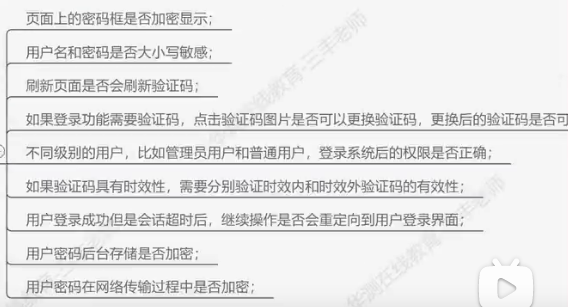 页面上的密码框是否加密显示；
用户名和密码是否大小写敏感；
刷新页面是否会刷新验证码；
如果登录功能需要验证码，点击验证码图片是否可以更换验证码，更换后的验证码是否可
不同级别的用户，比如管理员用户和普通用户，登录系统后的权限是否正确；
如果验证码具有时效性，需要分别验证时效内和时效外验证码的有效性；
用户登录成功但是会话超时后，继续操作是否会重定向到用户登录界面；
用户密码后台存储是否加密；
用户密码在网络传输过程中是否加密；